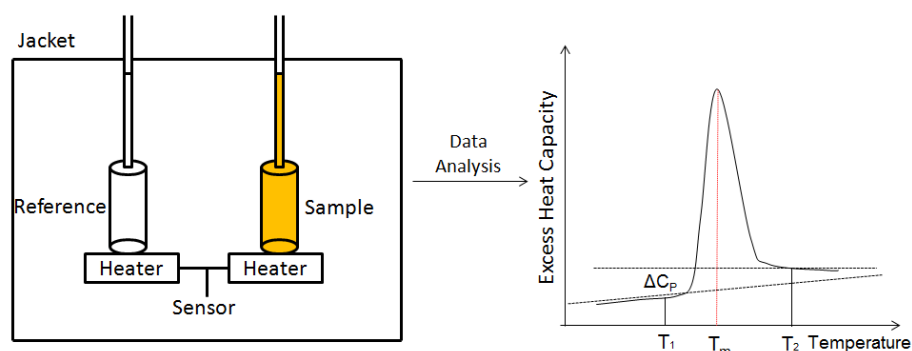 Jacket
Reference
Sample
Heater
Heater
Sensor
Data
Analysis
Excess Heat Capacity
ΔCP
T1
Tm
T2
Temperature